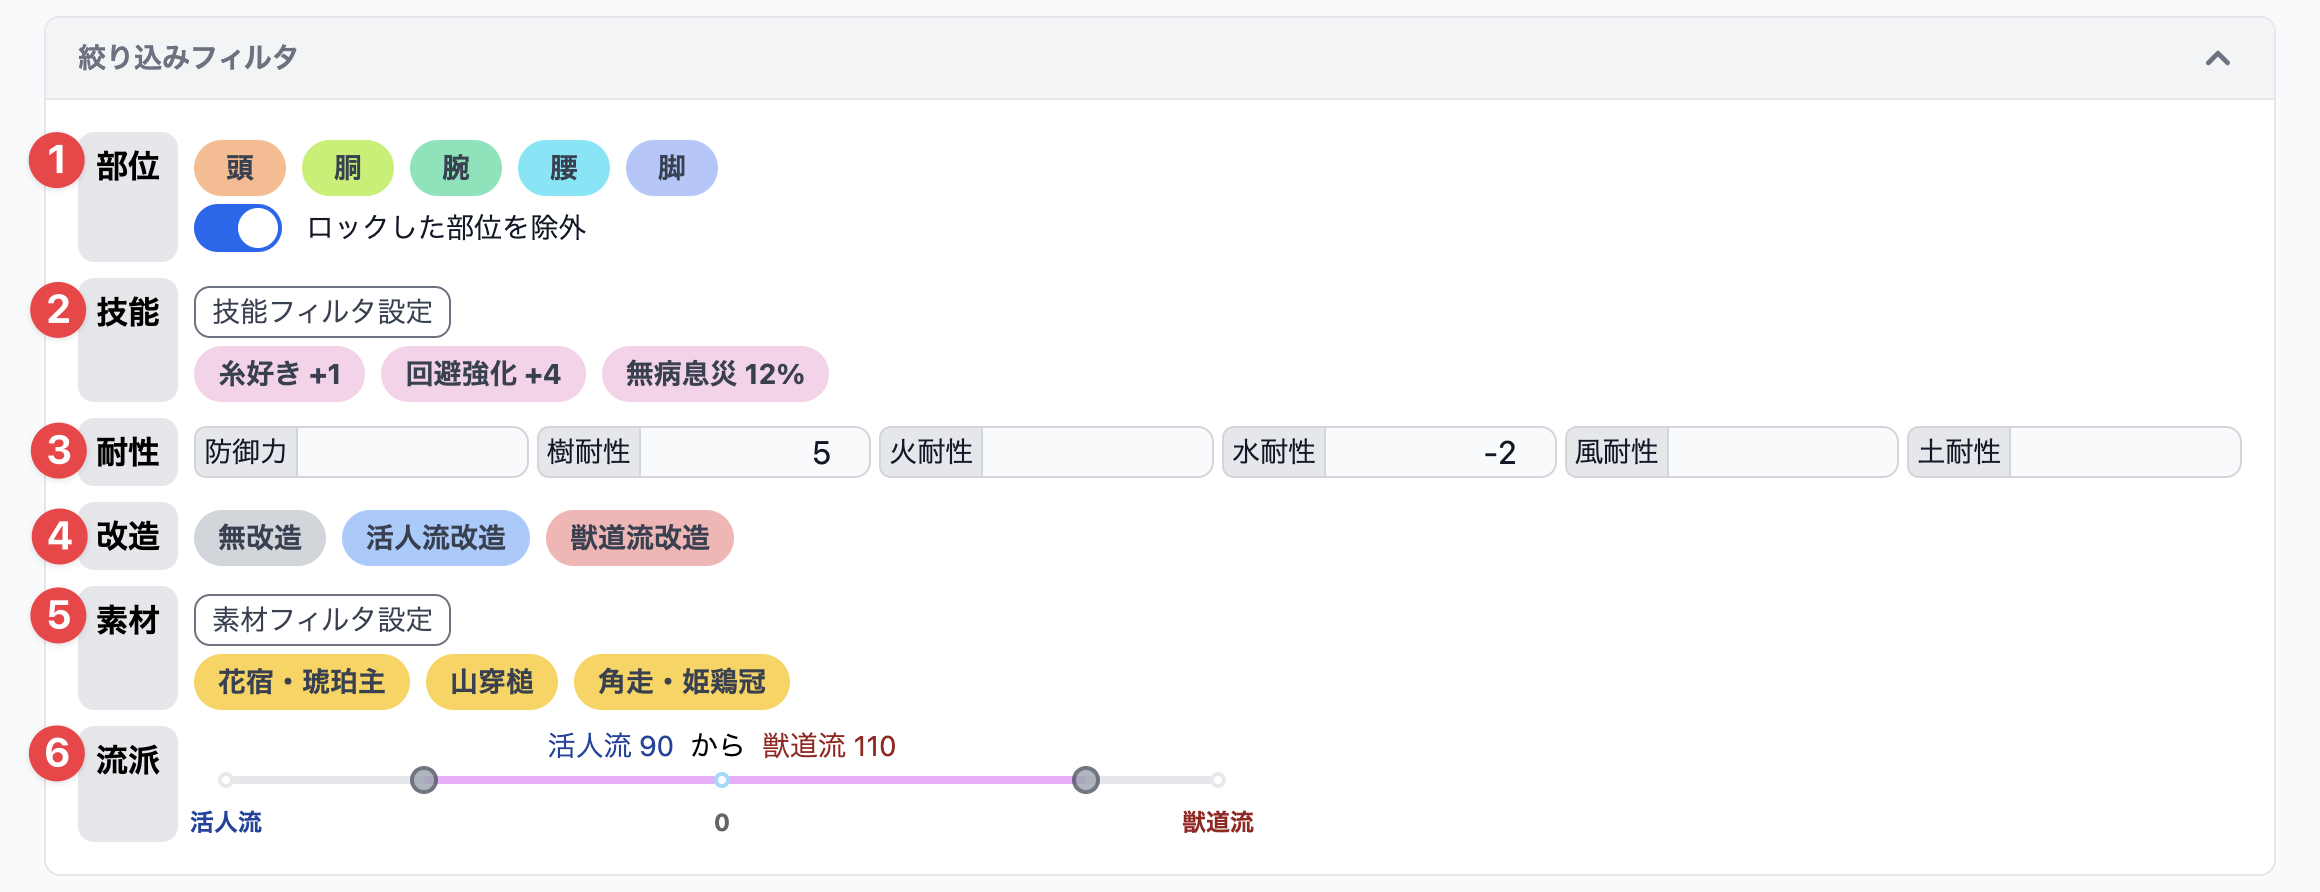 絞り込みフィルタ
1 部位 頭 胴 腕 腰 脚
ロックした部位を除外
2 技能 技能フィルタ設定
糸好き +1 回避強化 +4 無病息災 12%
3 耐性 防御力 樹耐性 5 火耐性 水耐性 -2 風耐性 土耐性
4 改造 無改造 活人流改造 獣道流改造
5 素材 素材フィルタ設定
花宿・琥珀主 山穿槌 角走・姫鶏冠
6 流派 活人流 90 から 獣道流 110
活人流 0 獣道流